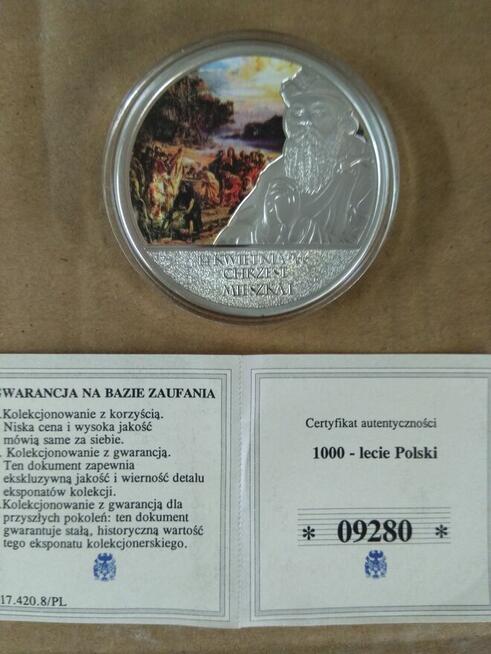 14 KWIETNIA 966
CHRZEST
MIESZKA I
GWARANCJA NA BAZIE ZAUFANIA
.Kolekcjonowanie z korzyścią.
Niska cena i wysoka jakość
mówią same za siebie.
. Kolekcjonowanie z gwarancją.
Ten dokument zapewnia
ekskluzywną jakość i wierność detalu
eksponatów kolekcji.
.Kolekcjonowanie z gwarancją dla
przyszłych pokoleń: ten dokument
gwarantuje stałą, historyczną wartość
tego eksponatu kolekcjonerskiego.
17.420.8/PL
Certyfikat autentyczności
1000 - lecie Polski
* 09280 *